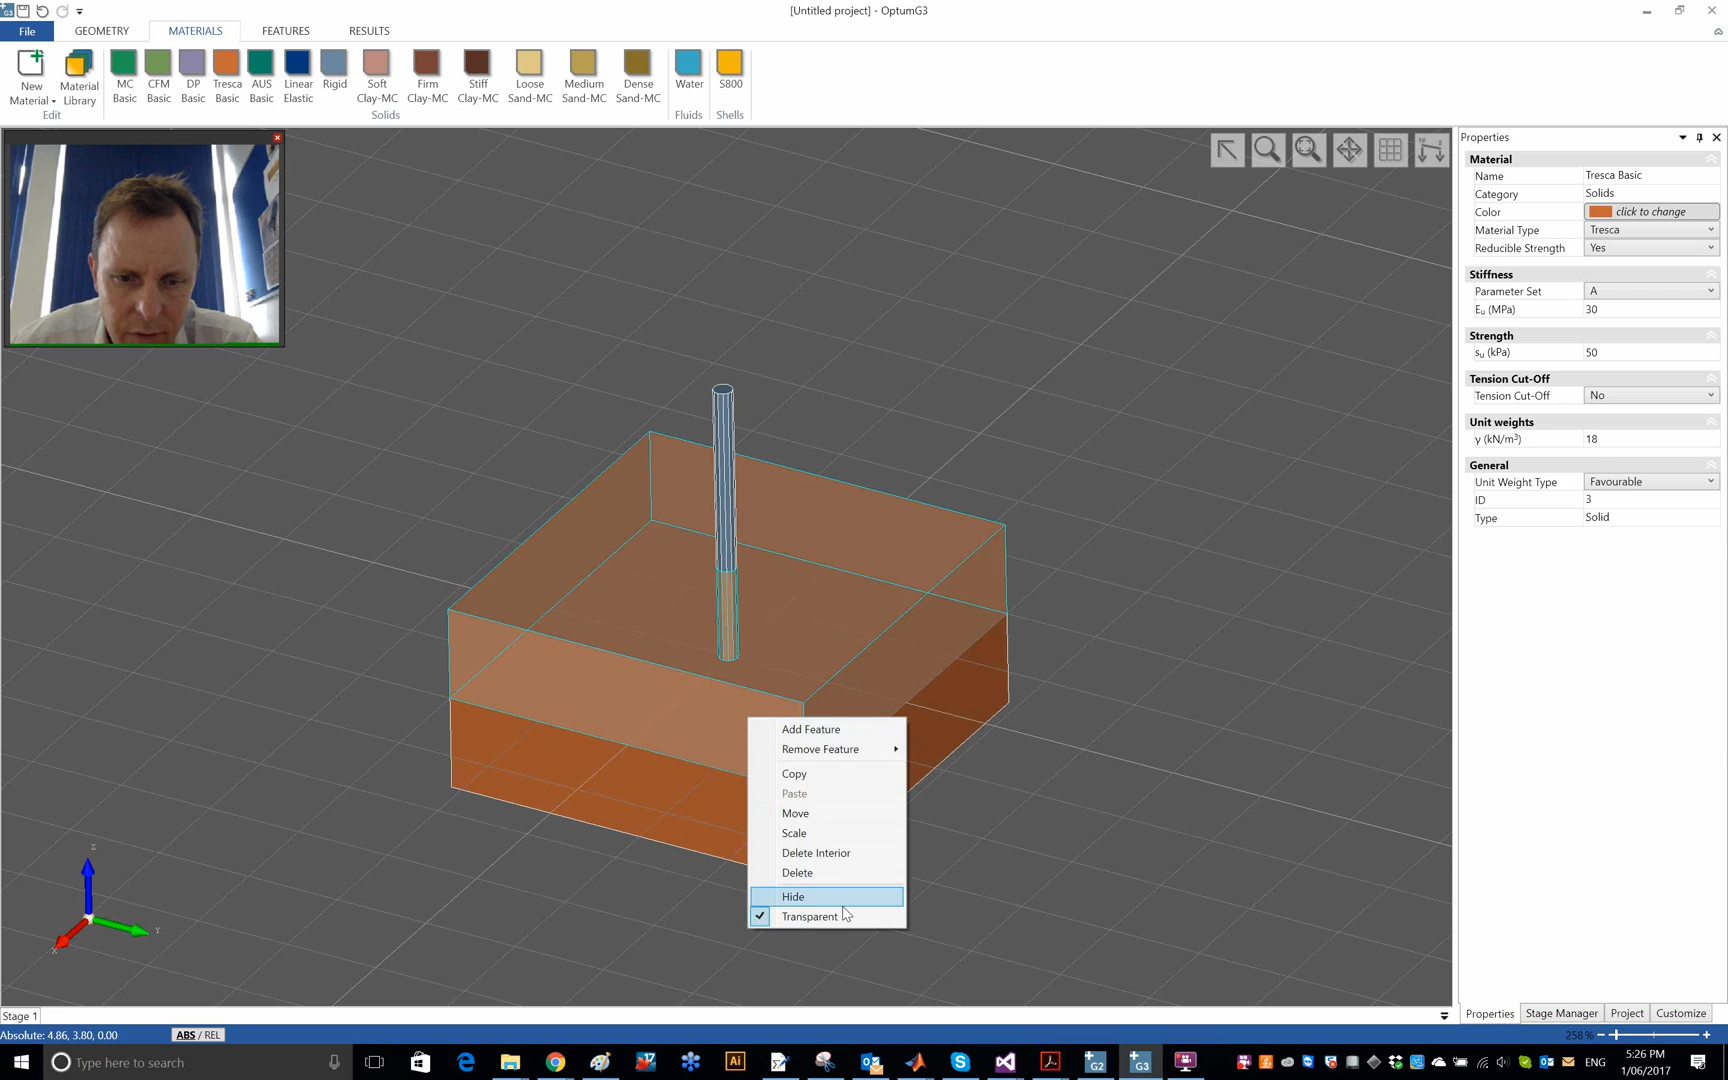 [Untitled project] - OptumG3
File
GEOMETRY
MATERIALS
FEATURES
RESULTS
New Material
Material Library
MC Basic
CFM Basic
DP Basic
Tresca Basic
AUS Basic
Linear Elastic
Rigid
Soft Clay-MC
Firm Clay-MC
Stiff Clay-MC
Loose Sand-MC
Medium Sand-MC
Dense Sand-MC
Water
S800
Edit
Solids
Fluids
Shells
Properties
Material
Name Tresca Basic
Category Solids
Color click to change
Material Type Tresca
Reducible Strength Yes
Stiffness
Parameter Set A
Eu (MPa) 30
Strength
su (kPa) 50
Tension Cut-Off
Tension Cut-Off No
Unit weights
γ (kN/m³) 18
General
Unit Weight Type Favourable
ID 3
Type Solid
Add Feature
Remove Feature
Copy
Paste
Move
Scale
Delete Interior
Delete
Hide
Transparent
Z
Y
X
Stage 1
Properties
Stage Manager
Project
Customize
Absolute: 4.86, 3.80, 0.00
ABS / REL
258 %
Type here to search
17
Ai
G2
G3
ENG
5:26 PM
1/06/2017